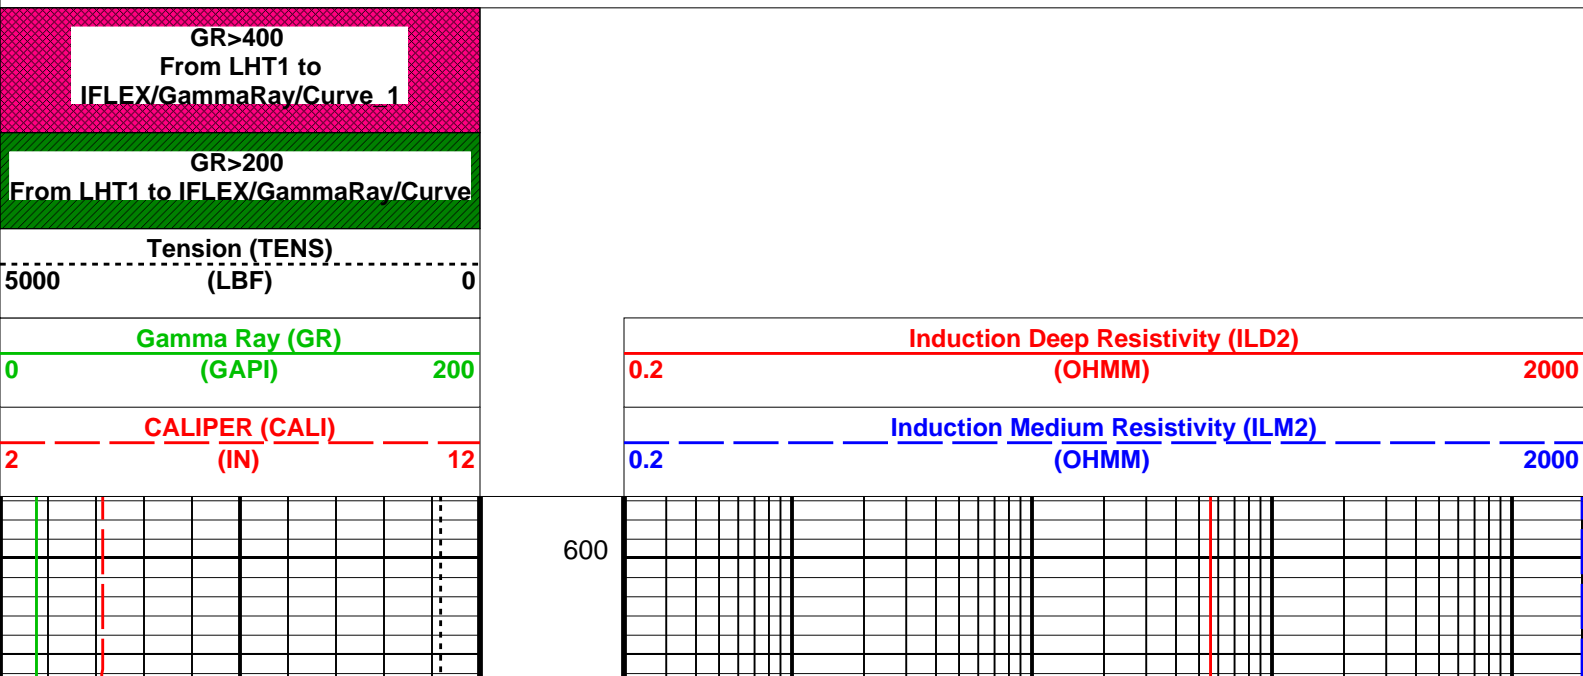 GR>400
From LHT1 to
IFLEX/GammaRay/Curve_1
GR>200
From LHT1 to IFLEX/GammaRay/Curve
Tension (TENS)
5000 (LBF) 0
Gamma Ray (GR)
0 (GAPI) 200
CALIPER (CALI)
2 (IN) 12
Induction Deep Resistivity (ILD2)
0.2 (OHMM) 2000
Induction Medium Resistivity (ILM2)
0.2 (OHMM) 2000
600